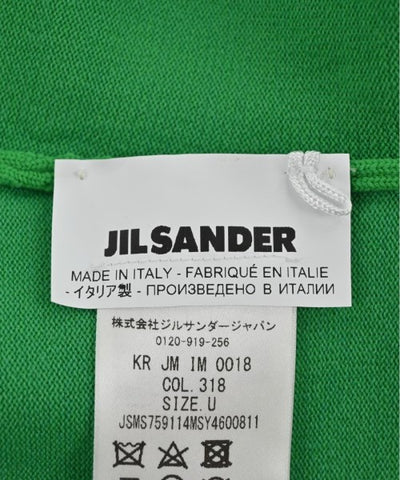 JIL SANDER
MADE IN ITALY - FABRIQUÉ EN ITALIE
- イタリア製 - ПРОИЗВЕДЕНО В ИТАЛИИ
株式会社ジルサンダージャパン
0120-919-256
KR JM IM 0018
COL. 318
SIZE. U
JSMS759114MSY4600811